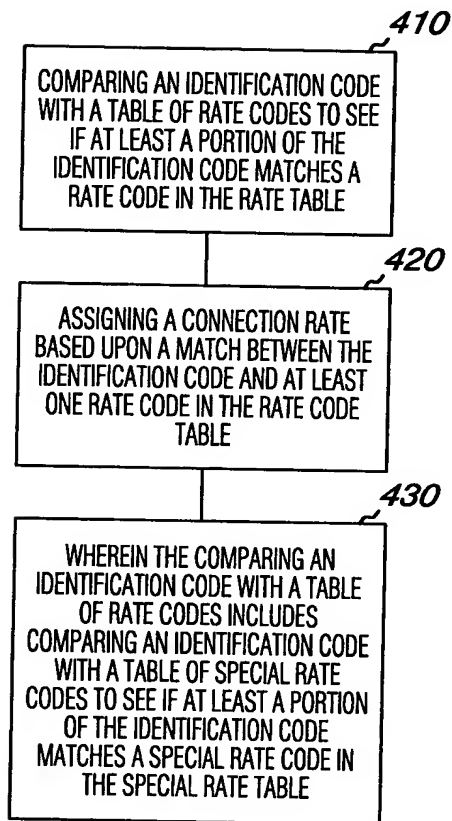 410
COMPARING AN IDENTIFICATION CODE
WITH A TABLE OF RATE CODES TO SEE
IF AT LEAST A PORTION OF THE
IDENTIFICATION CODE MATCHES A
RATE CODE IN THE RATE TABLE
420
ASSIGNING A CONNECTION RATE
BASED UPON A MATCH BETWEEN THE
IDENTIFICATION CODE AND AT LEAST
ONE RATE CODE IN THE RATE CODE
TABLE
430
WHEREIN THE COMPARING AN
IDENTIFICATION CODE WITH A TABLE
OF RATE CODES INCLUDES
COMPARING AN IDENTIFICATION CODE
WITH A TABLE OF SPECIAL RATE
CODES TO SEE IF AT LEAST A PORTION
OF THE IDENTIFICATION CODE
MATCHES A SPECIAL RATE CODE IN
THE SPECIAL RATE TABLE